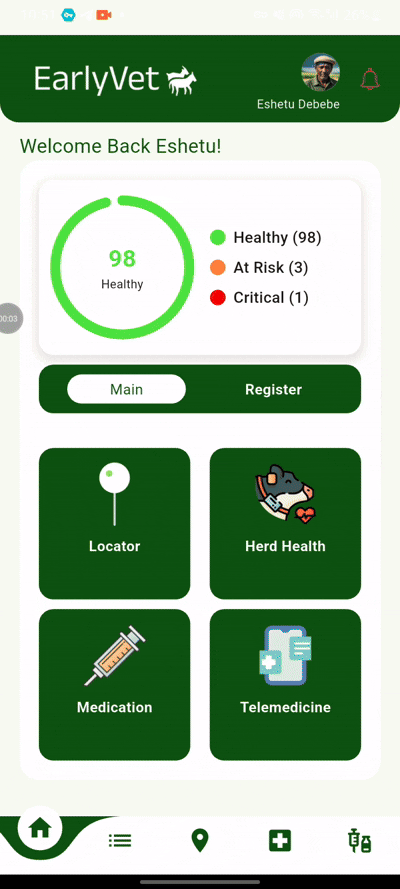 EarlyVet
Eshetu Debebe
Welcome Back Eshetu!
98
Healthy
Healthy (98)
At Risk (3)
Critical (1)
00:03
Main
Register
Locator
Herd Health
Medication
Telemedicine